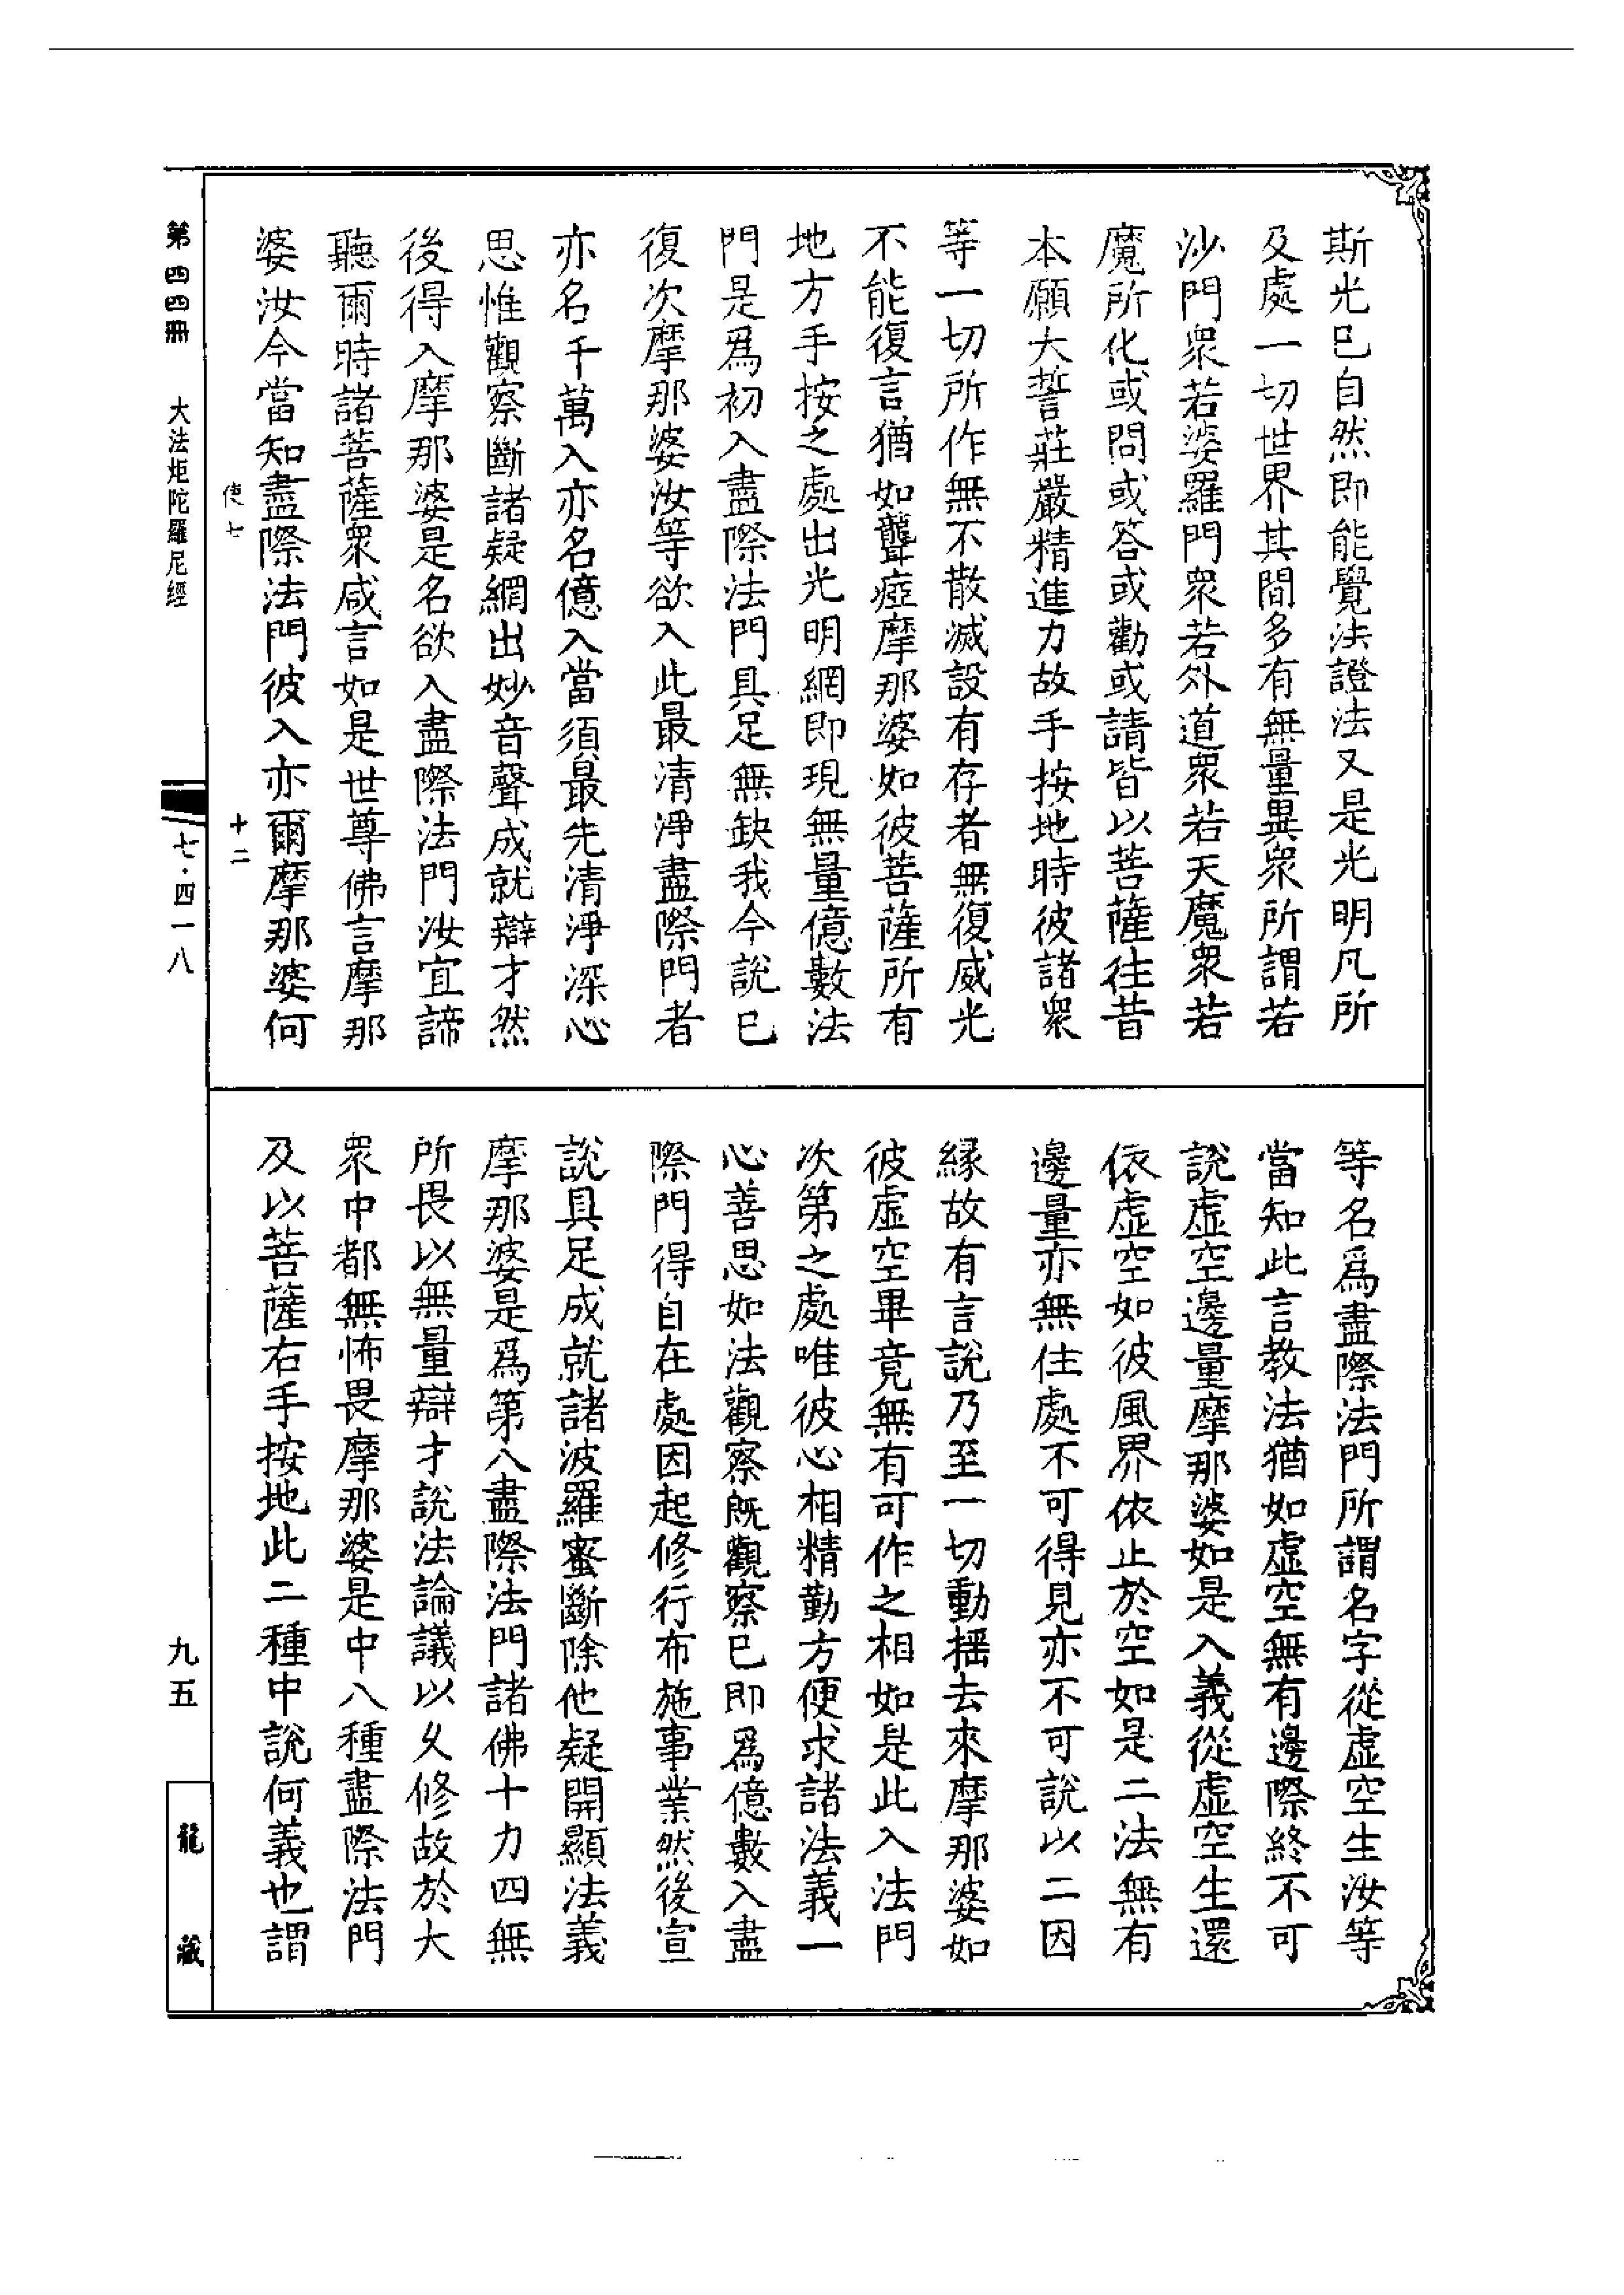 斯光已自然即能覺法證法又是光明凡所
及處一切世界其間多有無量異衆所謂若
沙門衆若婆羅門衆若外道衆若天魔衆若
魔所化或問或答或勸或請皆以菩薩往昔
本願大誓莊嚴精進力故手按地時彼諸衆
等一切所作無不散滅設有存者無復威光
不能復言猶如聾瘂摩那婆如彼菩薩所有
地方手按之處出光明網即現無量億數法
門是爲初入盡際法門具足無缺我今說已
復次摩那婆汝等欲入此最清淨盡際門者
亦名千萬入亦名億入當須最先清淨深心
思惟觀察斷諸疑網出妙音聲成就辯才然
後得入摩那婆是名欲入盡際法門汝宜諦
聽爾時諸菩薩衆咸言如是世尊佛言摩那
婆汝今當知盡際法門彼入亦爾摩那婆何
等名爲盡際法門所謂名字從虛空生汝等
當知此言教法猶如虛空無有邊際終不可
說虛空邊量摩那婆如是入義從虛空生還
依虛空如彼風界依止於空如是二法無有
邊量亦無住處不可得見亦不可說以二因
縁故有言說乃至一切動揺去來摩那婆如
彼虛空畢竟無有可作之相如是此入法門
次第之處唯彼心相精勤方便求諸法義一
心善思如法觀察既觀察已即爲億數入盡
際門得自在處因起修行布施事業然後宣
說具足成就諸波羅蜜斷除他疑開顯法義
摩那婆是爲第八盡際法門諸佛十力四無
所畏以無量辯才說法論議以久修故於大
衆中都無怖畏摩那婆是中八種盡際法門
及以菩薩右手按地此二種中說何義也謂
使七
十二
第四四冊
大法炬陀羅尼經
七·四一八
九五
龍藏